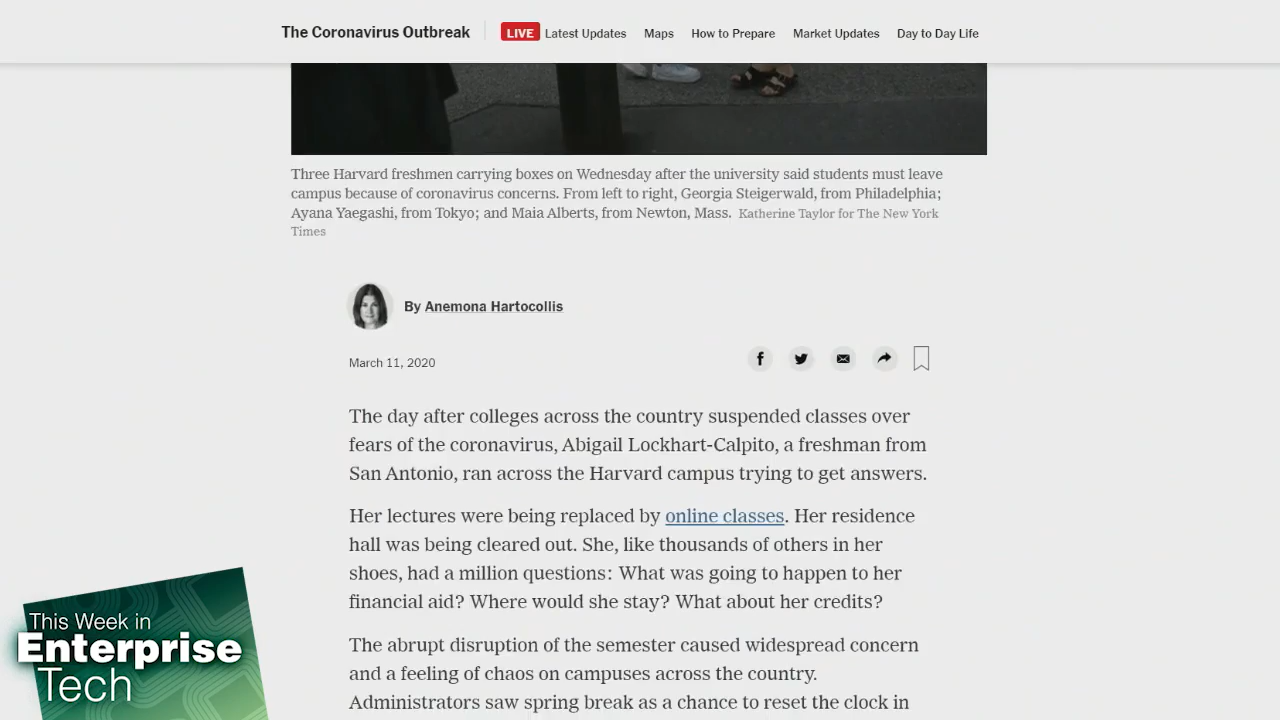 The Coronavirus Outbreak
LIVE Latest Updates Maps How to Prepare Market Updates Day to Day Life
Three Harvard freshmen carrying boxes on Wednesday after the university said students must leave
campus because of coronavirus concerns. From left to right, Georgia Steigerwald, from Philadelphia;
Ayana Yaegashi, from Tokyo; and Maia Alberts, from Newton, Mass. Katherine Taylor for The New York
Times
By Anemona Hartocollis
March 11, 2020
The day after colleges across the country suspended classes over
fears of the coronavirus, Abigail Lockhart-Calpito, a freshman from
San Antonio, ran across the Harvard campus trying to get answers.
Her lectures were being replaced by online classes. Her residence
hall was being cleared out. She, like thousands of others in her
shoes, had a million questions: What was going to happen to her
financial aid? Where would she stay? What about her credits?
The abrupt disruption of the semester caused widespread concern
and a feeling of chaos on campuses across the country.
Administrators saw spring break as a chance to reset the clock in
This Week in
Enterprise
Tech